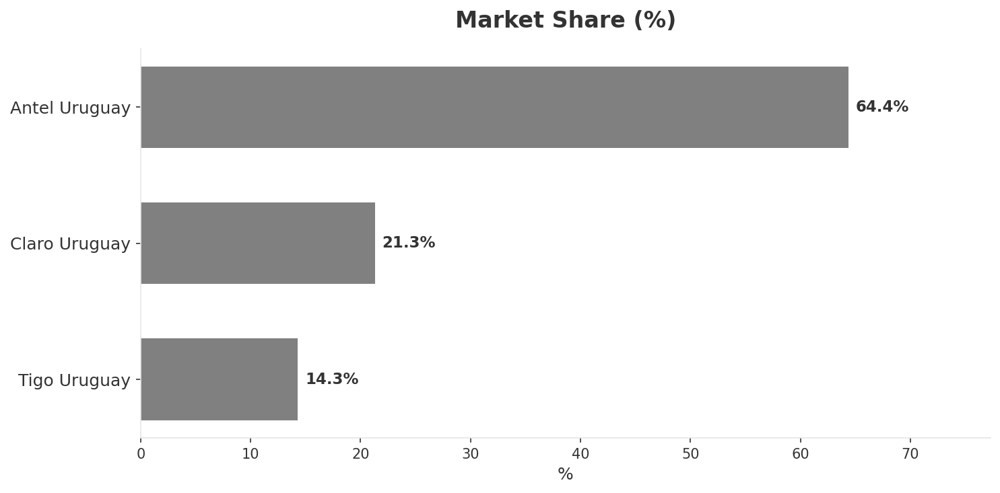 Market Share (%)
Antel Uruguay
64.4%
Claro Uruguay
21.3%
Tigo Uruguay
14.3%
0 10 20 30 40 50 60 70
%